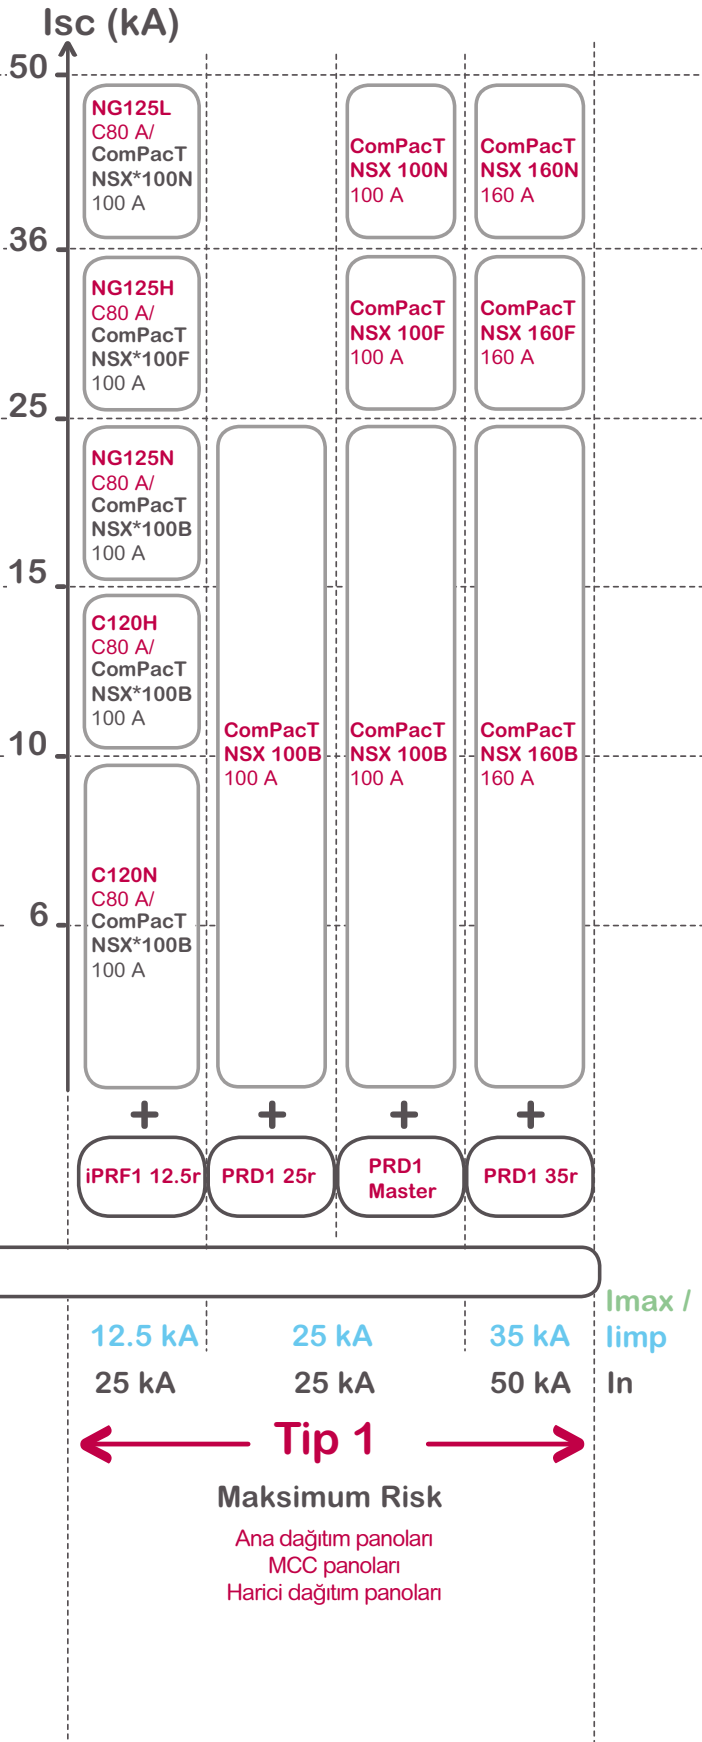 Isc (kA)
50
NG125L
C80 A/
ComPacT
NSX*100N
100 A
ComPacT
NSX 100N
100 A
ComPacT
NSX 160N
160 A
36
NG125H
C80 A/
ComPacT
NSX*100F
100 A
ComPacT
NSX 100F
100 A
ComPacT
NSX 160F
160 A
25
NG125N
C80 A/
ComPacT
NSX*100B
100 A
15
C120H
C80 A/
ComPacT
NSX*100B
100 A
ComPacT
NSX 100B
100 A
ComPacT
NSX 100B
100 A
ComPacT
NSX 160B
160 A
10
C120N
C80 A/
ComPacT
NSX*100B
100 A
6
+ + + +
iPRF1 12.5r
PRD1 25r
PRD1
Master
PRD1 35r
Imax /
Iimp
12.5 kA 25 kA 35 kA
25 kA 25 kA 50 kA In
Tip 1
Maksimum Risk
Ana dağıtım panoları
MCC panoları
Harici dağıtım panoları